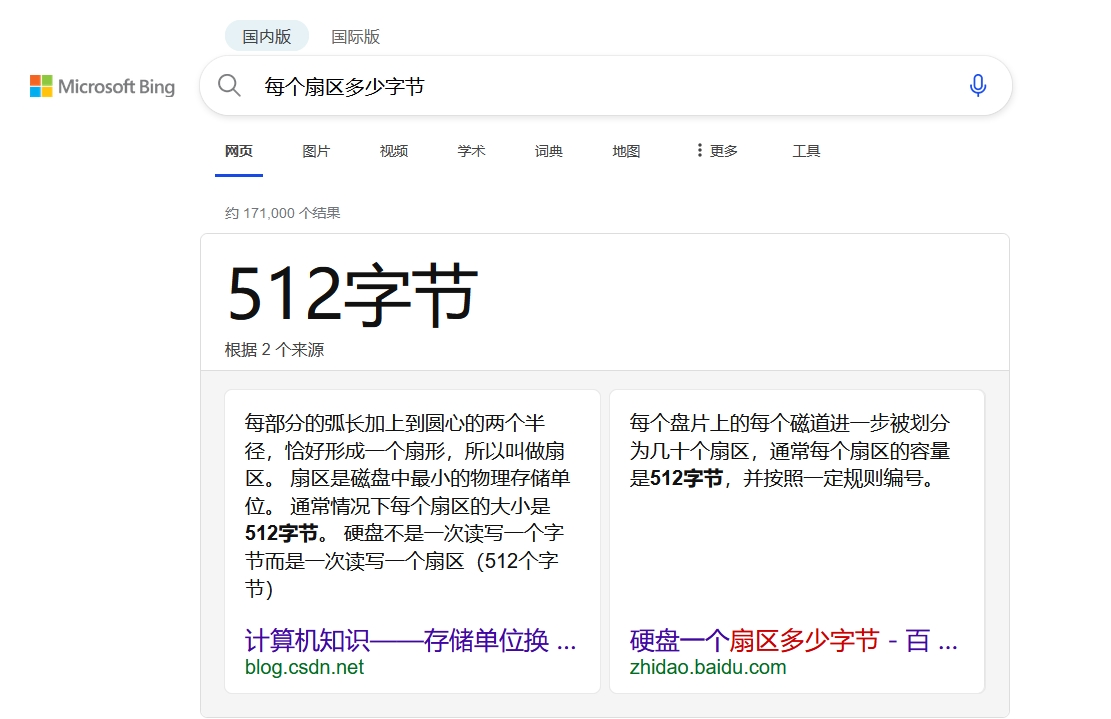 国内版 国际版
Microsoft Bing
每个扇区多少字节
网页 图片 视频 学术 词典 地图 更多 工具
约 171,000 个结果
512字节
根据 2 个来源
每部分的弧长加上到圆心的两个半
径，恰好形成一个扇形，所以叫做扇
区。 扇区是磁盘中最小的物理存储单
位。 通常情况下每个扇区的大小是
512字节。 硬盘不是一次读写一个字
节而是一次读写一个扇区（512个字
节）
计算机知识——存储单位换 ...
blog.csdn.net
每个盘片上的每个磁道进一步被划分
为几十个扇区，通常每个扇区的容量
是512字节，并按照一定规则编号。
硬盘一个扇区多少字节 - 百 ...
zhidao.baidu.com